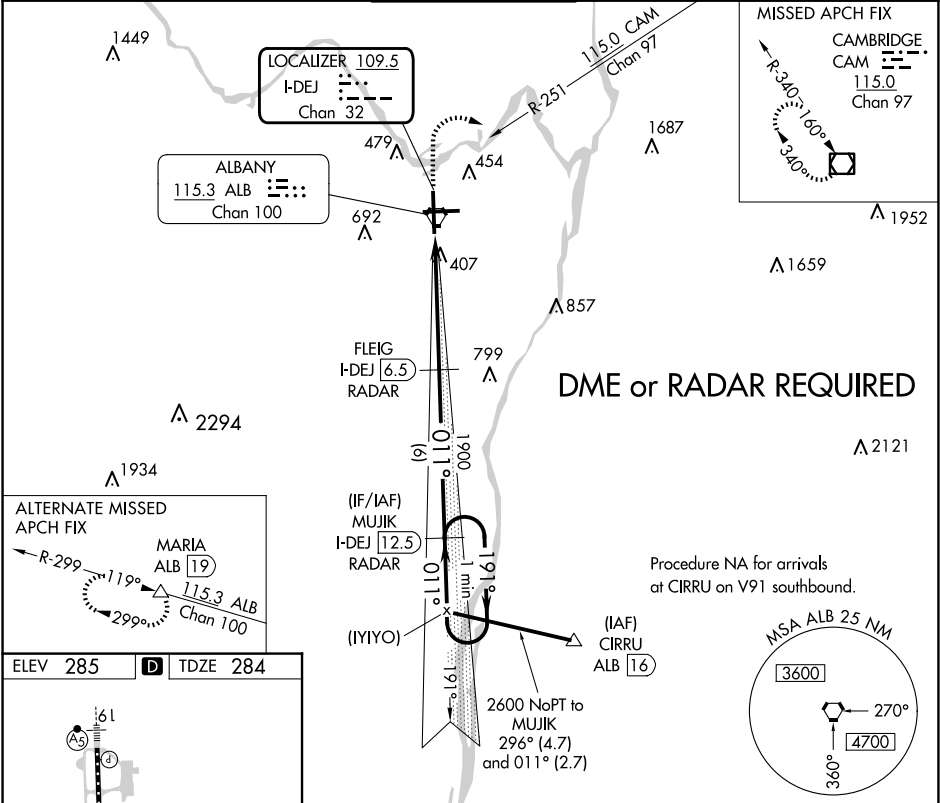 1449
LOCALIZER 109.5
I-DEJ
Chan 32
115.0 CAM
Chan 97
R-251
MISSED APCH FIX
CAMBRIDGE
CAM
115.0
Chan 97
R-340
160°
340°
479
454
1687
ALBANY
115.3 ALB
Chan 100
692
407
1952
1659
857
FLEIG
I-DEJ 6.5
RADAR
799
DME or RADAR REQUIRED
2294
011°
(6)
1900
2121
1934
ALTERNATE MISSED
APCH FIX
R-299
119°
299°
MARIA
ALB 19
115.3 ALB
Chan 100
(IF/IAF)
MUJIK
I-DEJ 12.5
RADAR
011°
1 min
191°
(IYIYO)
191°
(IAF)
CIRRU
ALB 16
2600 NoPT to
MUJIK
296° (4.7)
and 011° (2.7)
Procedure NA for arrivals
at CIRRU on V91 southbound.
MSA ALB 25 NM
3600
270°
4700
360°
ELEV 285
D
TDZE 284
19
A5
P